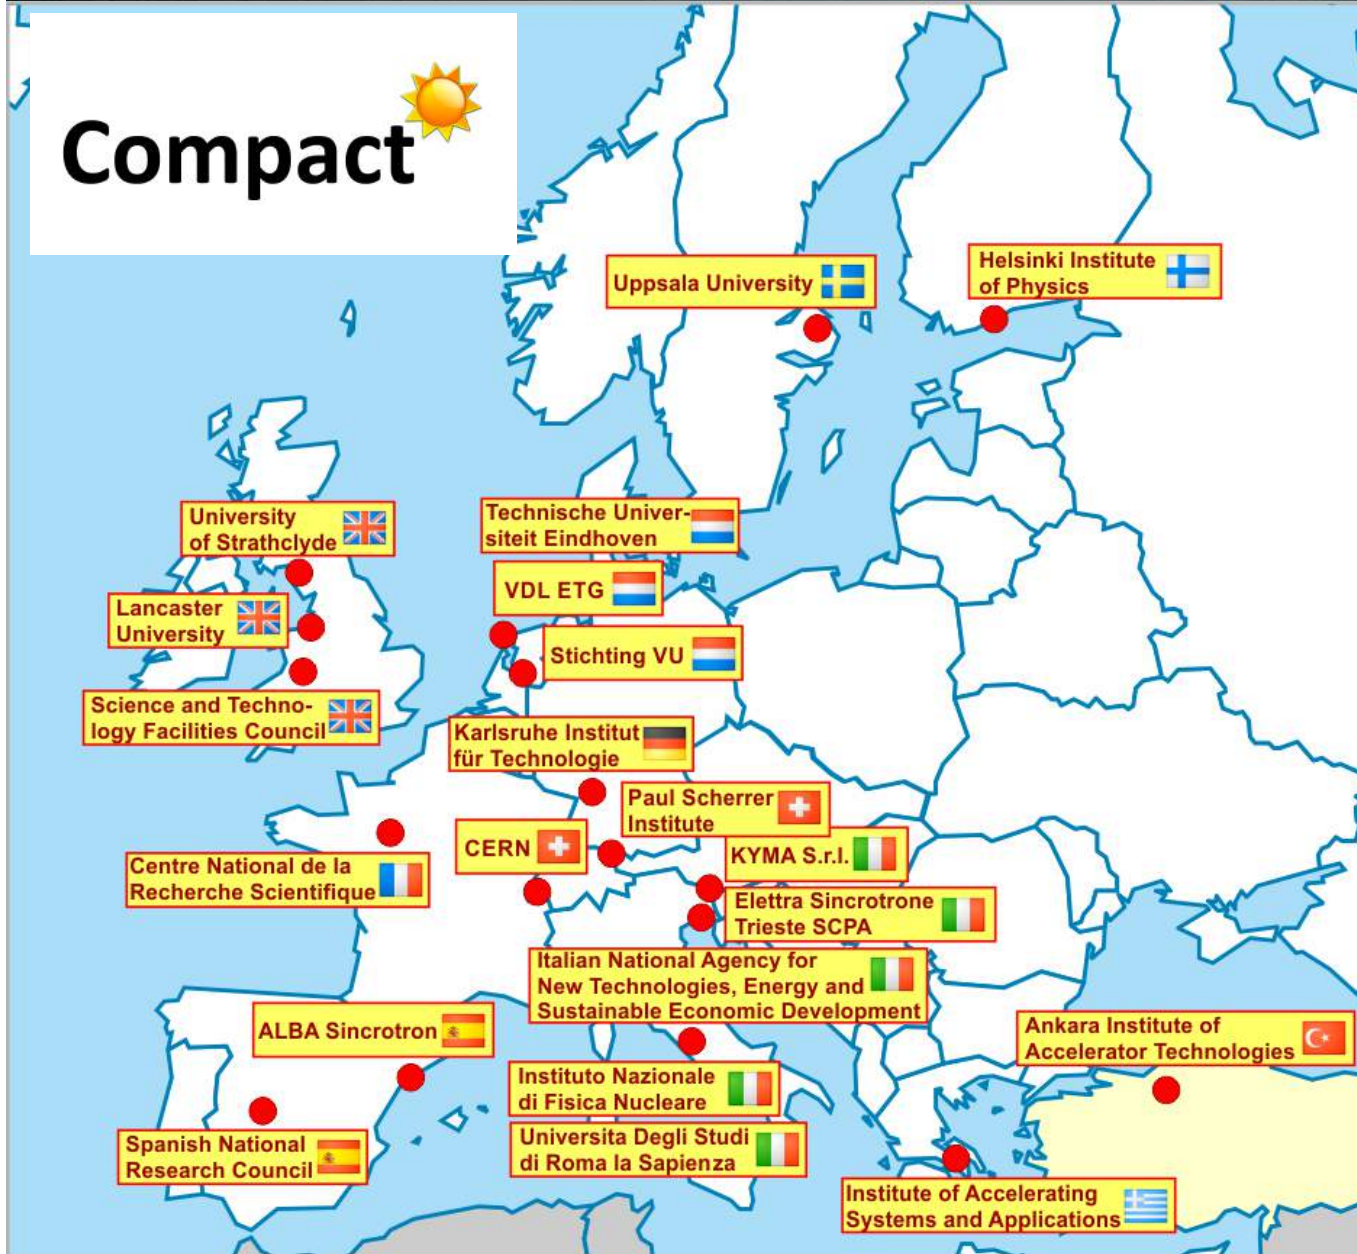 Compact
Uppsala University
Helsinki Institute
of Physics
University
of Strathclyde
Technische Univer-
siteit Eindhoven
VDL ETG
Lancaster
University
Stichting VU
Science and Techno-
logy Facilities Council
Karlsruhe Institut
für Technologie
Paul Scherrer
Institute
CERN
KYMA S.r.l.
Centre National de la
Recherche Scientifique
Elettra Sincrotrone
Trieste SCPA
Italian National Agency for
New Technologies, Energy and
Sustainable Economic Development
ALBA Sincrotron
Ankara Institute of
Accelerator Technologies
Instituto Nazionale
di Fisica Nucleare
Spanish National
Research Council
Universita Degli Studi
di Roma la Sapienza
Institute of Accelerating
Systems and Applications